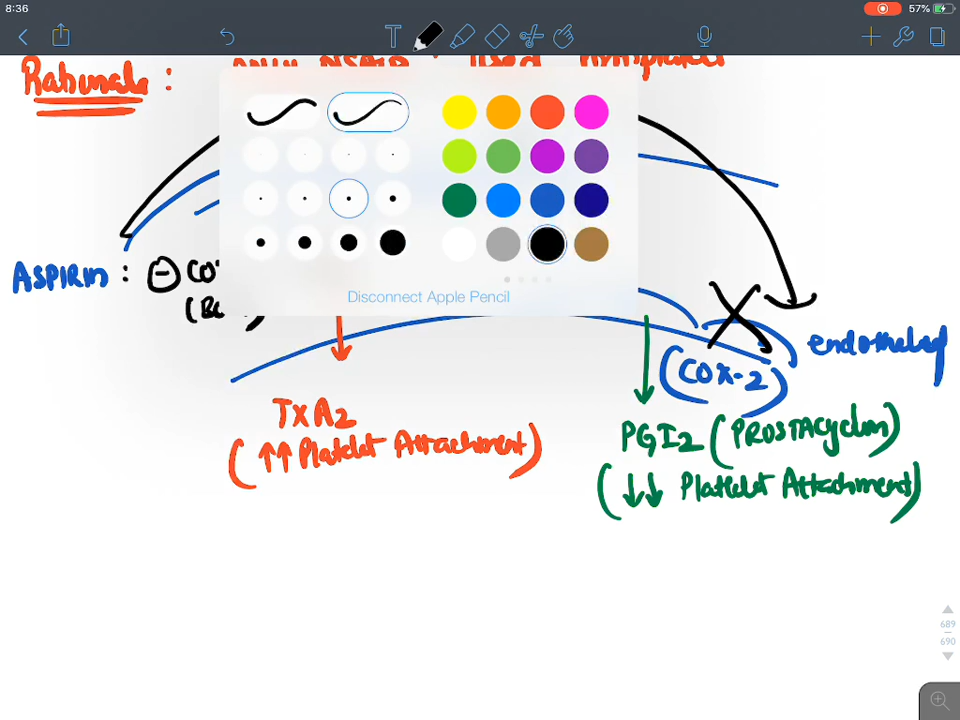 8:36
57%
T
Rationale :
Disconnect Apple Pencil
ASPIRIN : ⊖ CO
endothelial
(COX-2)
TXA2
(↑↑ Platelet Attachment)
PGI2 (PROSTACYCLIN)
(↓↓ Platelet Attachment)
689
690